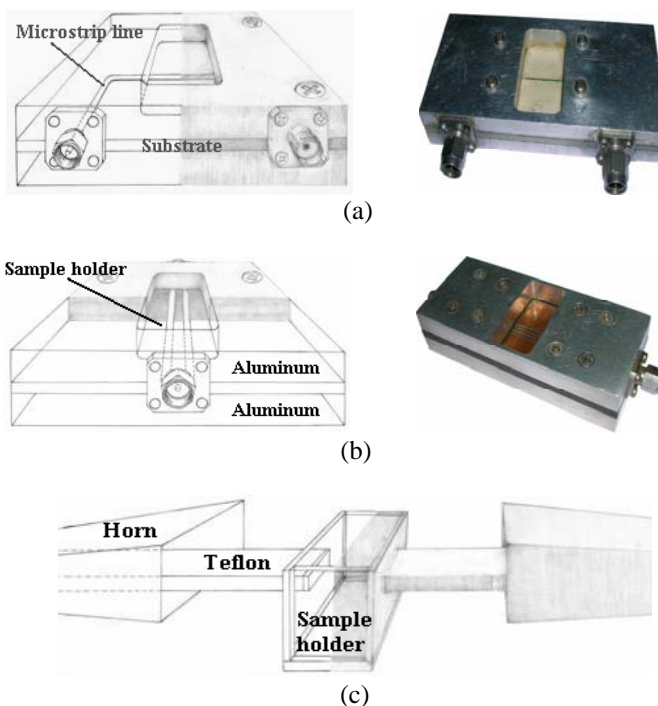 Microstrip line
Substrate
(a)
Sample holder
Aluminum
Aluminum
(b)
Horn
Teflon
Sample
holder
(c)